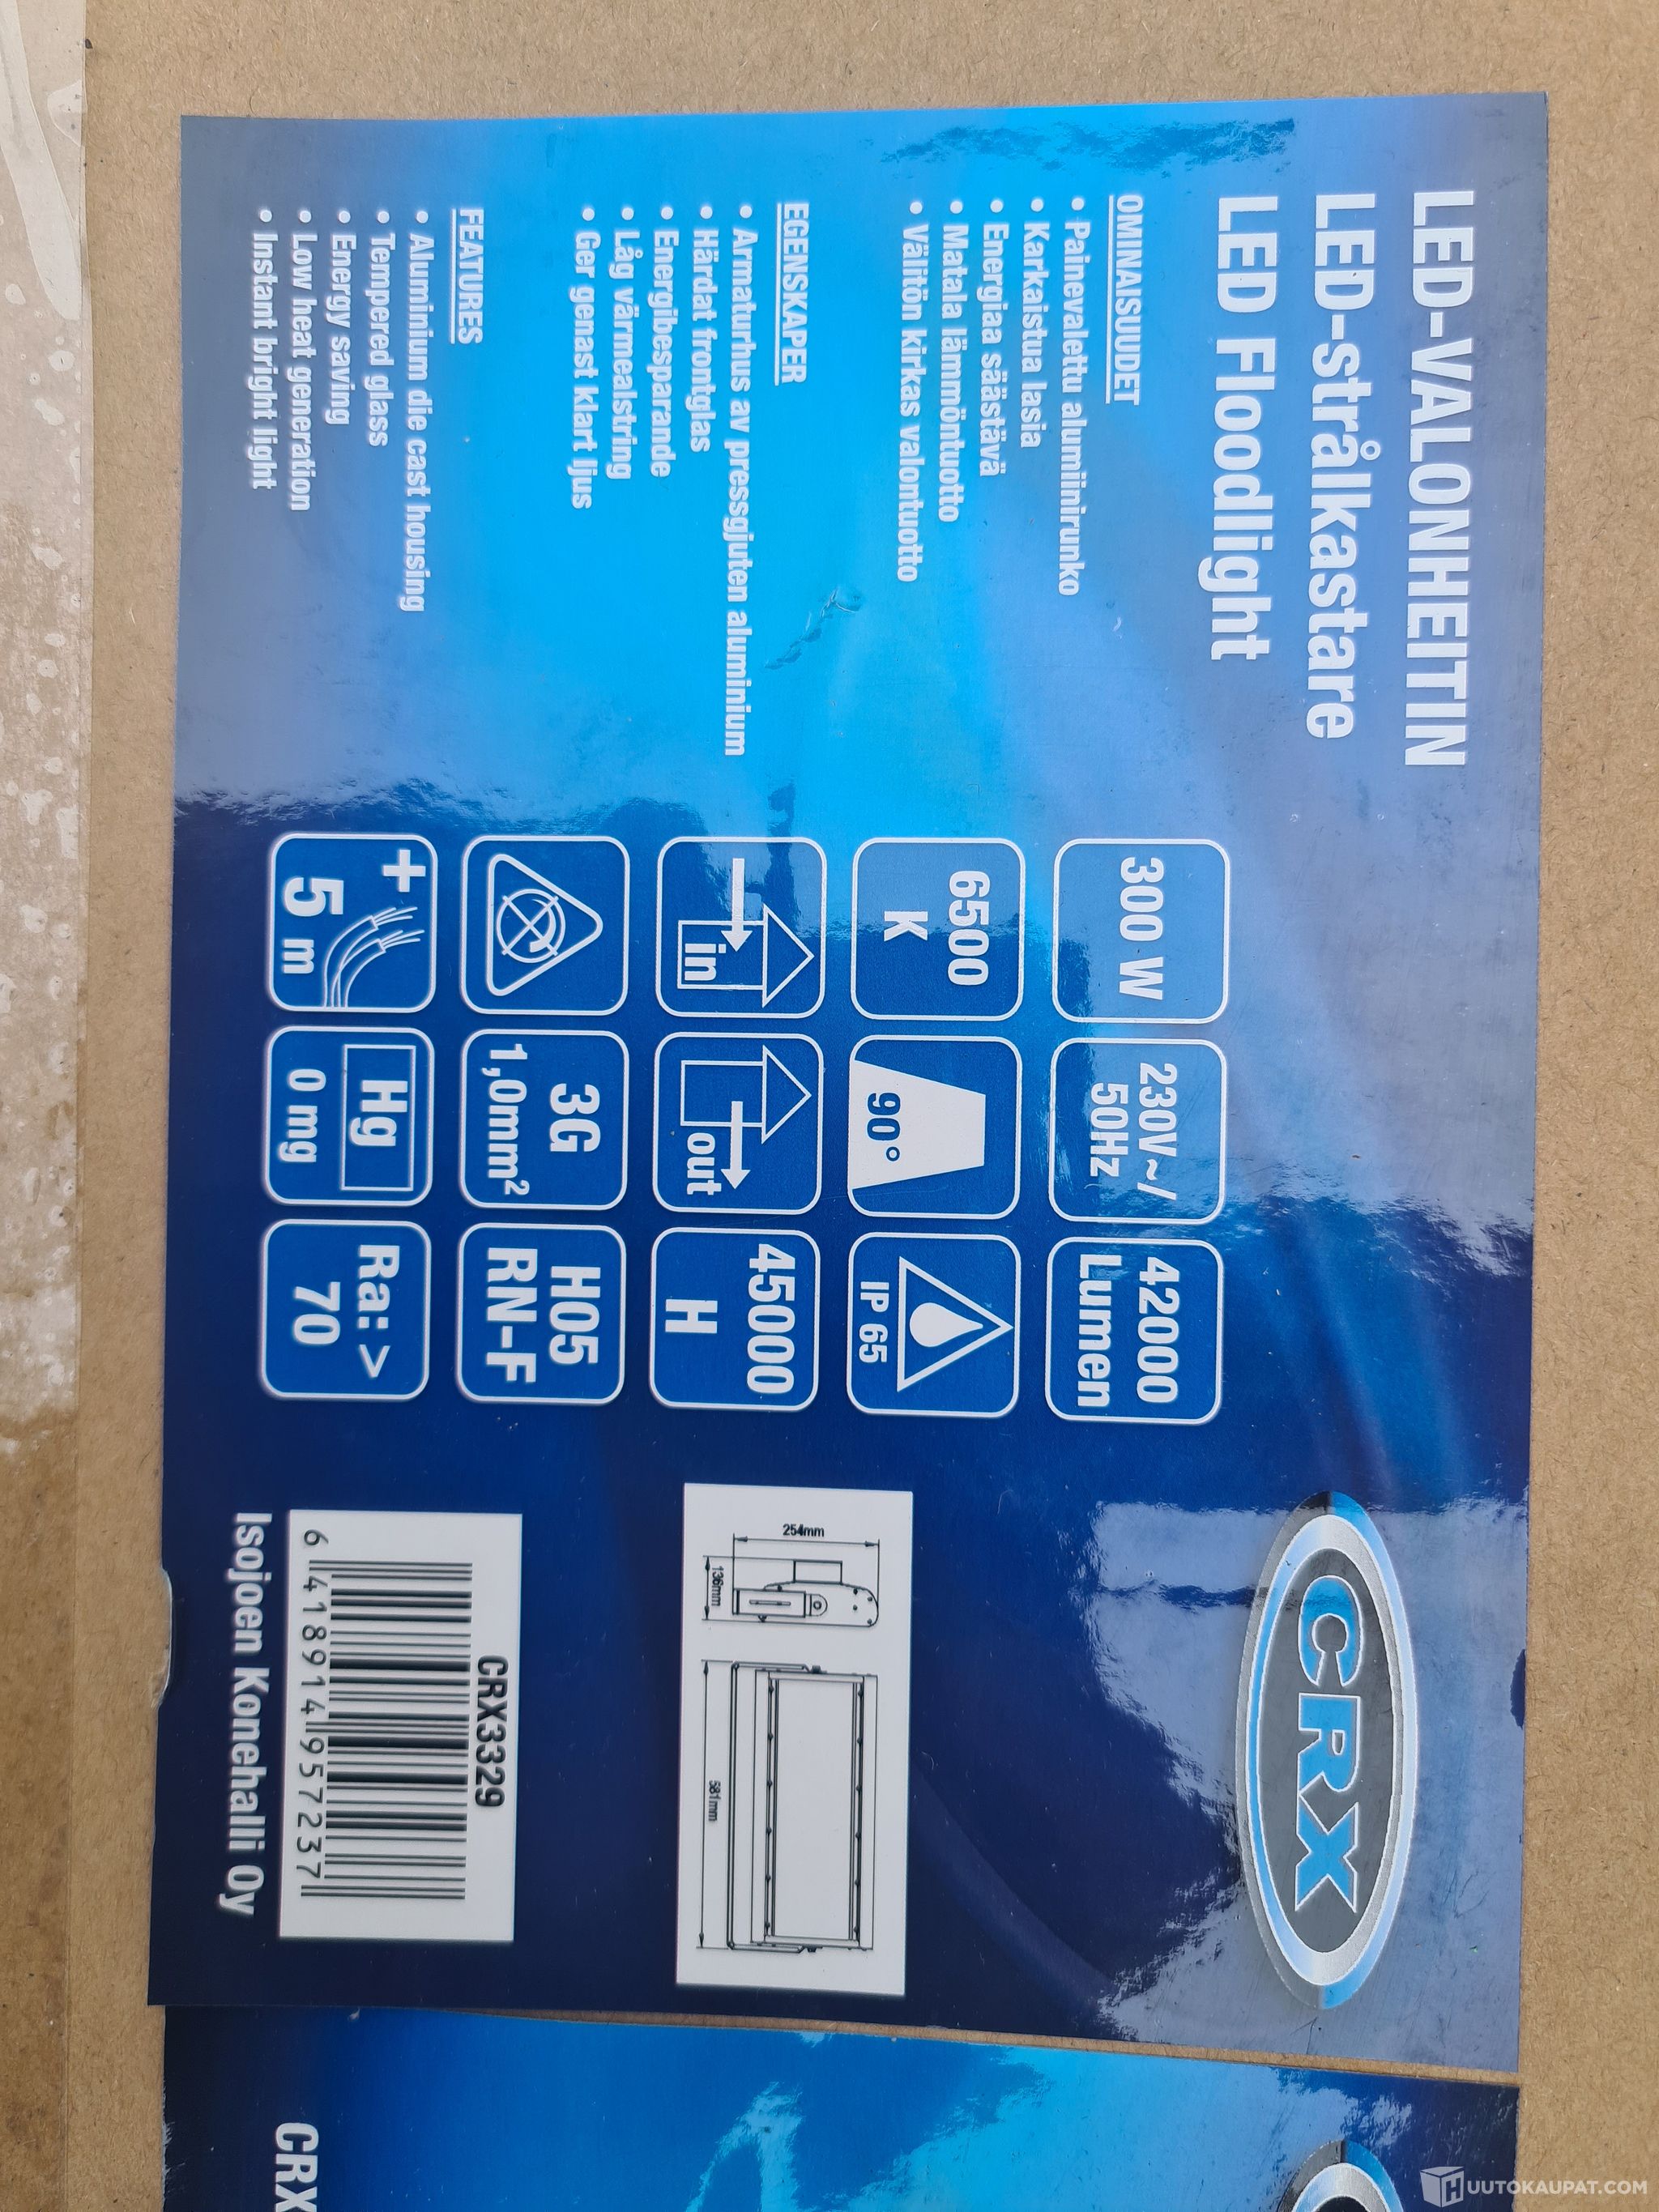 LED-VALONHEITIN
LED-strålkastare
LED Floodlight
OMINAISUUDET
• Painevalettu alumiinirunko
• Karkaistua lasia
• Energiaa säästävä
• Matala lämmöntuotto
• Välitön kirkas valontuotto
EGENSKAPER
• Armaturhus av pressgjuten aluminium
• Härdat frontglas
• Energibesparande
• Låg värmealstring
• Ger genast klart ljus
FEATURES
• Aluminium die cast housing
• Tempered glass
• Energy saving
• Low heat generation
• Instant bright light
300 W
230V~/
50Hz
42000
Lumen
6500
K
90°
IP 65
in
out
45000
H
3G
1,0mm²
H05
RN-F
+
5 m
Hg
0 mg
Ra: >
70
CRX
254mm
136mm
581mm
CRX3329
6 418914 957237
Isojoen Konehalli Oy
CRX
HUUTOKAUPAT.COM